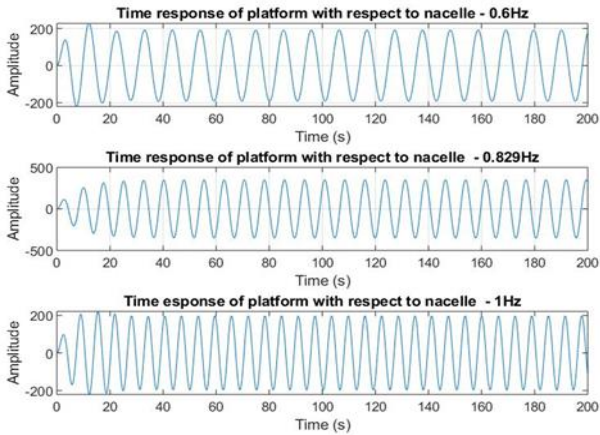 Time response of platform with respect to nacelle - 0.6Hz
200
0
-200
Amplitude
0 20 40 60 80 100 120 140 160 180 200
Time (s)
Time response of platform with respect to nacelle - 0.829Hz
500
0
-500
Amplitude
0 20 40 60 80 100 120 140 160 180 200
Time (s)
Time esponse of platform with respect to nacelle - 1Hz
200
0
-200
Amplitude
0 20 40 60 80 100 120 140 160 180 200
Time (s)